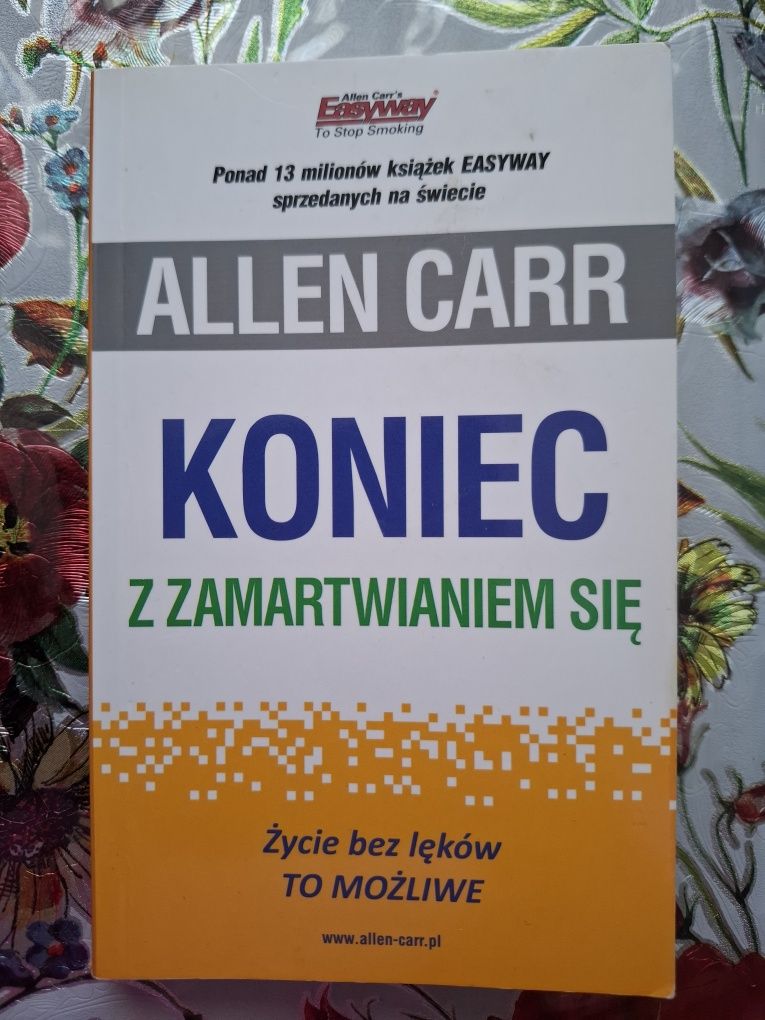 Allen Carr's
Easyway®
To Stop Smoking
Ponad 13 milionów książek EASYWAY
sprzedanych na świecie
ALLEN CARR
KONIEC
Z ZAMARTWIANIEM SIĘ
Życie bez lęków
TO MOŻLIWE
www.allen-carr.pl